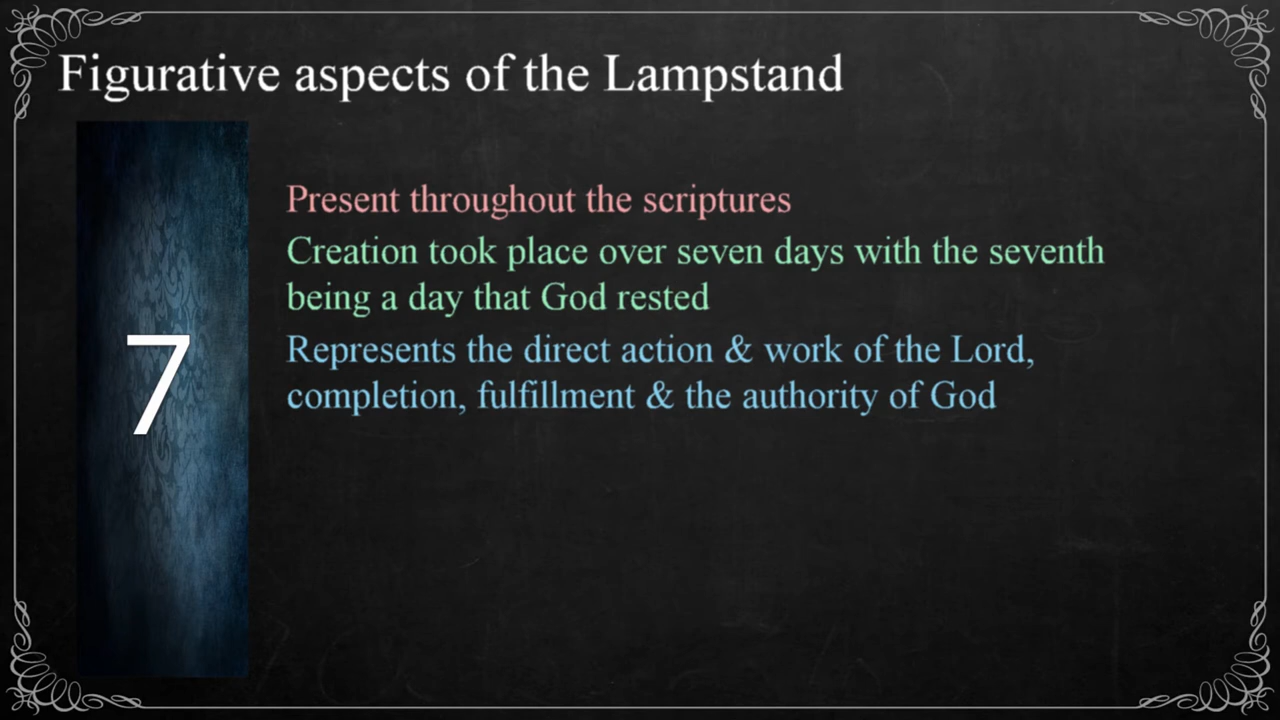 Figurative aspects of the Lampstand
7
Present throughout the scriptures
Creation took place over seven days with the seventh
being a day that God rested
Represents the direct action & work of the Lord,
completion, fulfillment & the authority of God